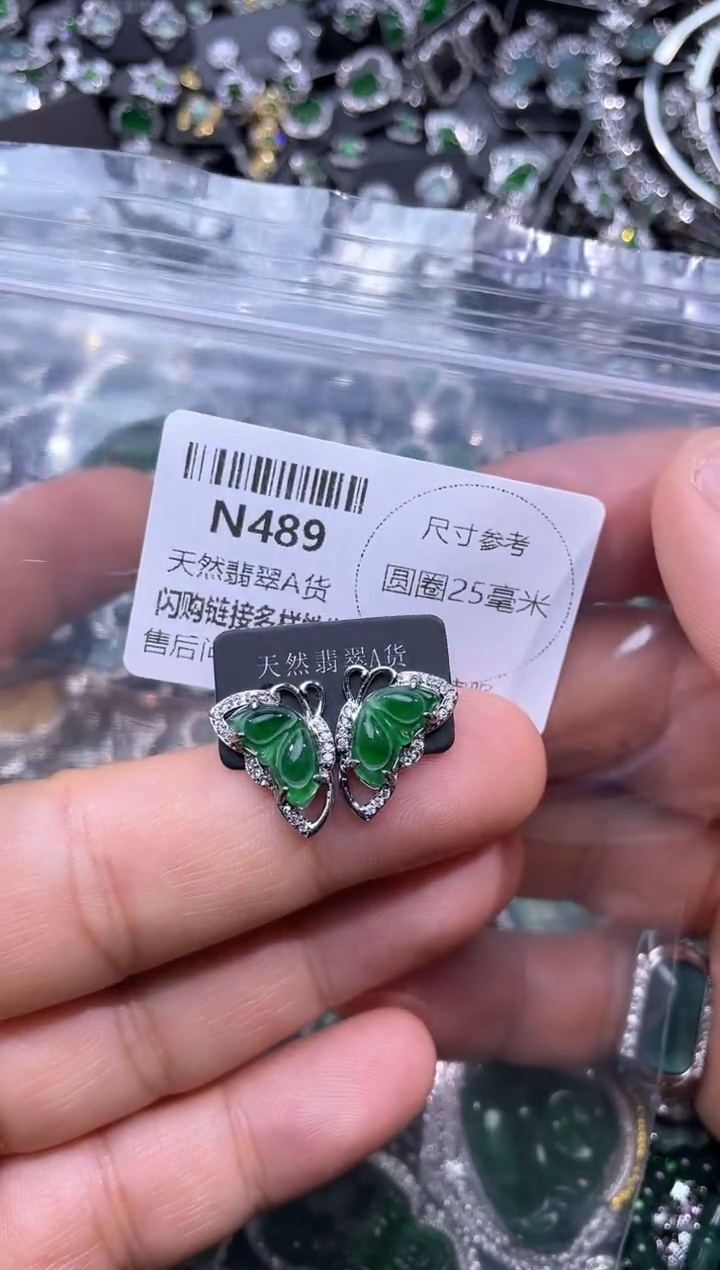 N489
天然翡翠A货
闪购链接多样
售后问
尺寸参考
圆圈25毫米
天然翡翠A货